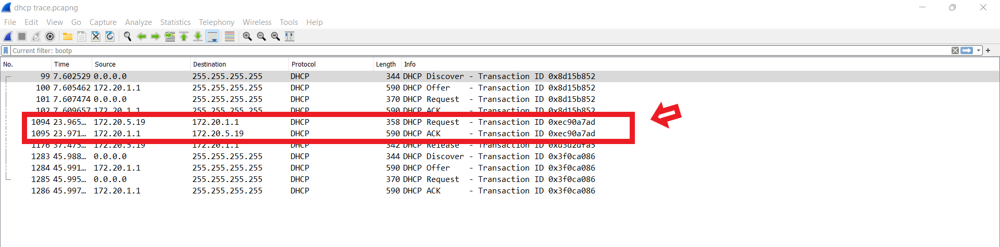 dhcp trace.pcapng
File Edit View Go Capture Analyze Statistics Telephony Wireless Tools Help
Current filter: bootp
No. Time Source Destination Protocol Length Info
99 7.602529 0.0.0.0 255.255.255.255 DHCP 344 DHCP Discover - Transaction ID 0x8d15b852
100 7.605462 172.20.1.1 255.255.255.255 DHCP 590 DHCP Offer - Transaction ID 0x8d15b852
101 7.607474 0.0.0.0 255.255.255.255 DHCP 370 DHCP Request - Transaction ID 0x8d15b852
102 7.609657 172.20.1.1 255.255.255.255 DHCP 590 DHCP ACK - Transaction ID 0x8d15b852
1094 23.965… 172.20.5.19 172.20.1.1 DHCP 358 DHCP Request - Transaction ID 0xec90a7ad
1095 23.971… 172.20.1.1 172.20.5.19 DHCP 590 DHCP ACK - Transaction ID 0xec90a7ad
1176 37.475… 172.20.5.19 172.20.1.1 DHCP 342 DHCP Release - Transaction ID 0xd3d2dfa5
1283 45.988… 0.0.0.0 255.255.255.255 DHCP 344 DHCP Discover - Transaction ID 0x3f0ca086
1284 45.991… 172.20.1.1 255.255.255.255 DHCP 590 DHCP Offer - Transaction ID 0x3f0ca086
1285 45.995… 0.0.0.0 255.255.255.255 DHCP 370 DHCP Request - Transaction ID 0x3f0ca086
1286 45.997… 172.20.1.1 255.255.255.255 DHCP 590 DHCP ACK - Transaction ID 0x3f0ca086